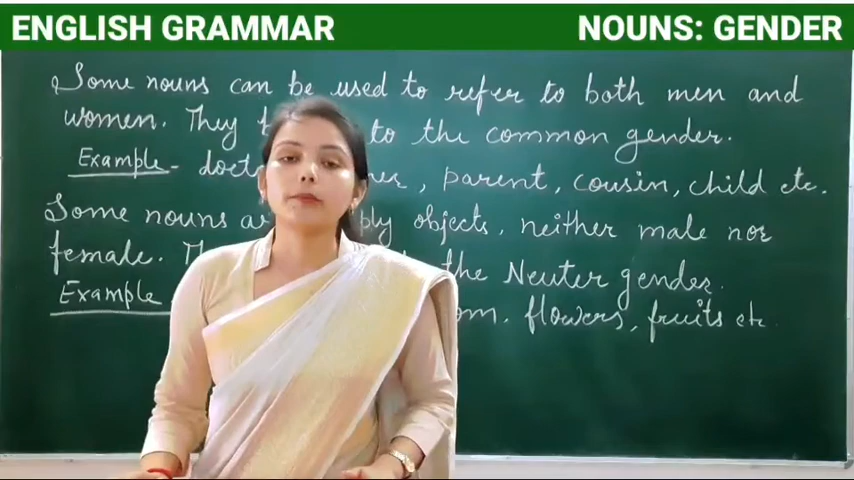 ENGLISH GRAMMAR
NOUNS: GENDER
Some nouns can be used to refer to both men and
women. They to the common gender.
Example - , parent, cousin, child etc.
Some nouns objects, neither male nor
female. the Neuter gender.
Example flowers, fruits etc